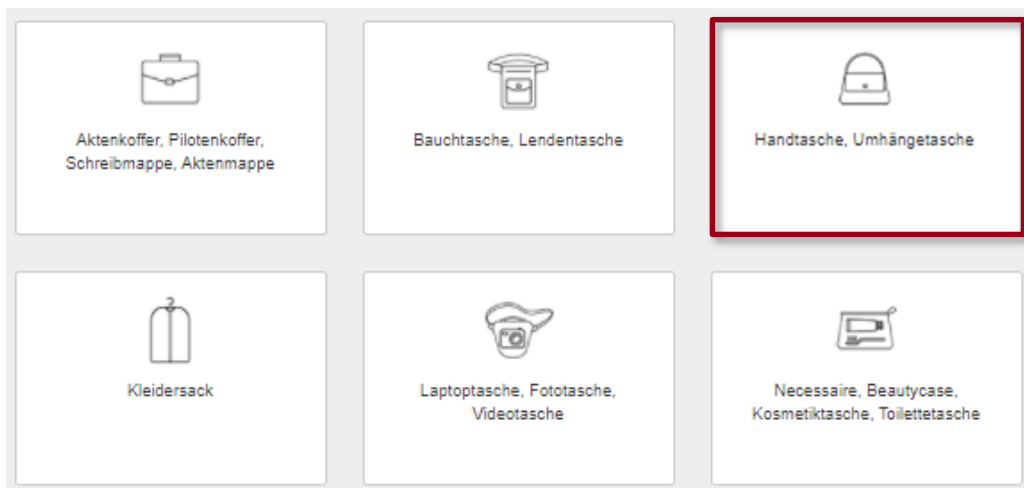 Aktenkoffer, Pilotenkoffer,
Schreibmappe, Aktenmappe
Bauchtasche, Lendentasche
Handtasche, Umhängetasche
Kleidersack
Laptoptasche, Fototasche,
Videotasche
Necessaire, Beautycase,
Kosmetiktasche, Toilettetasche